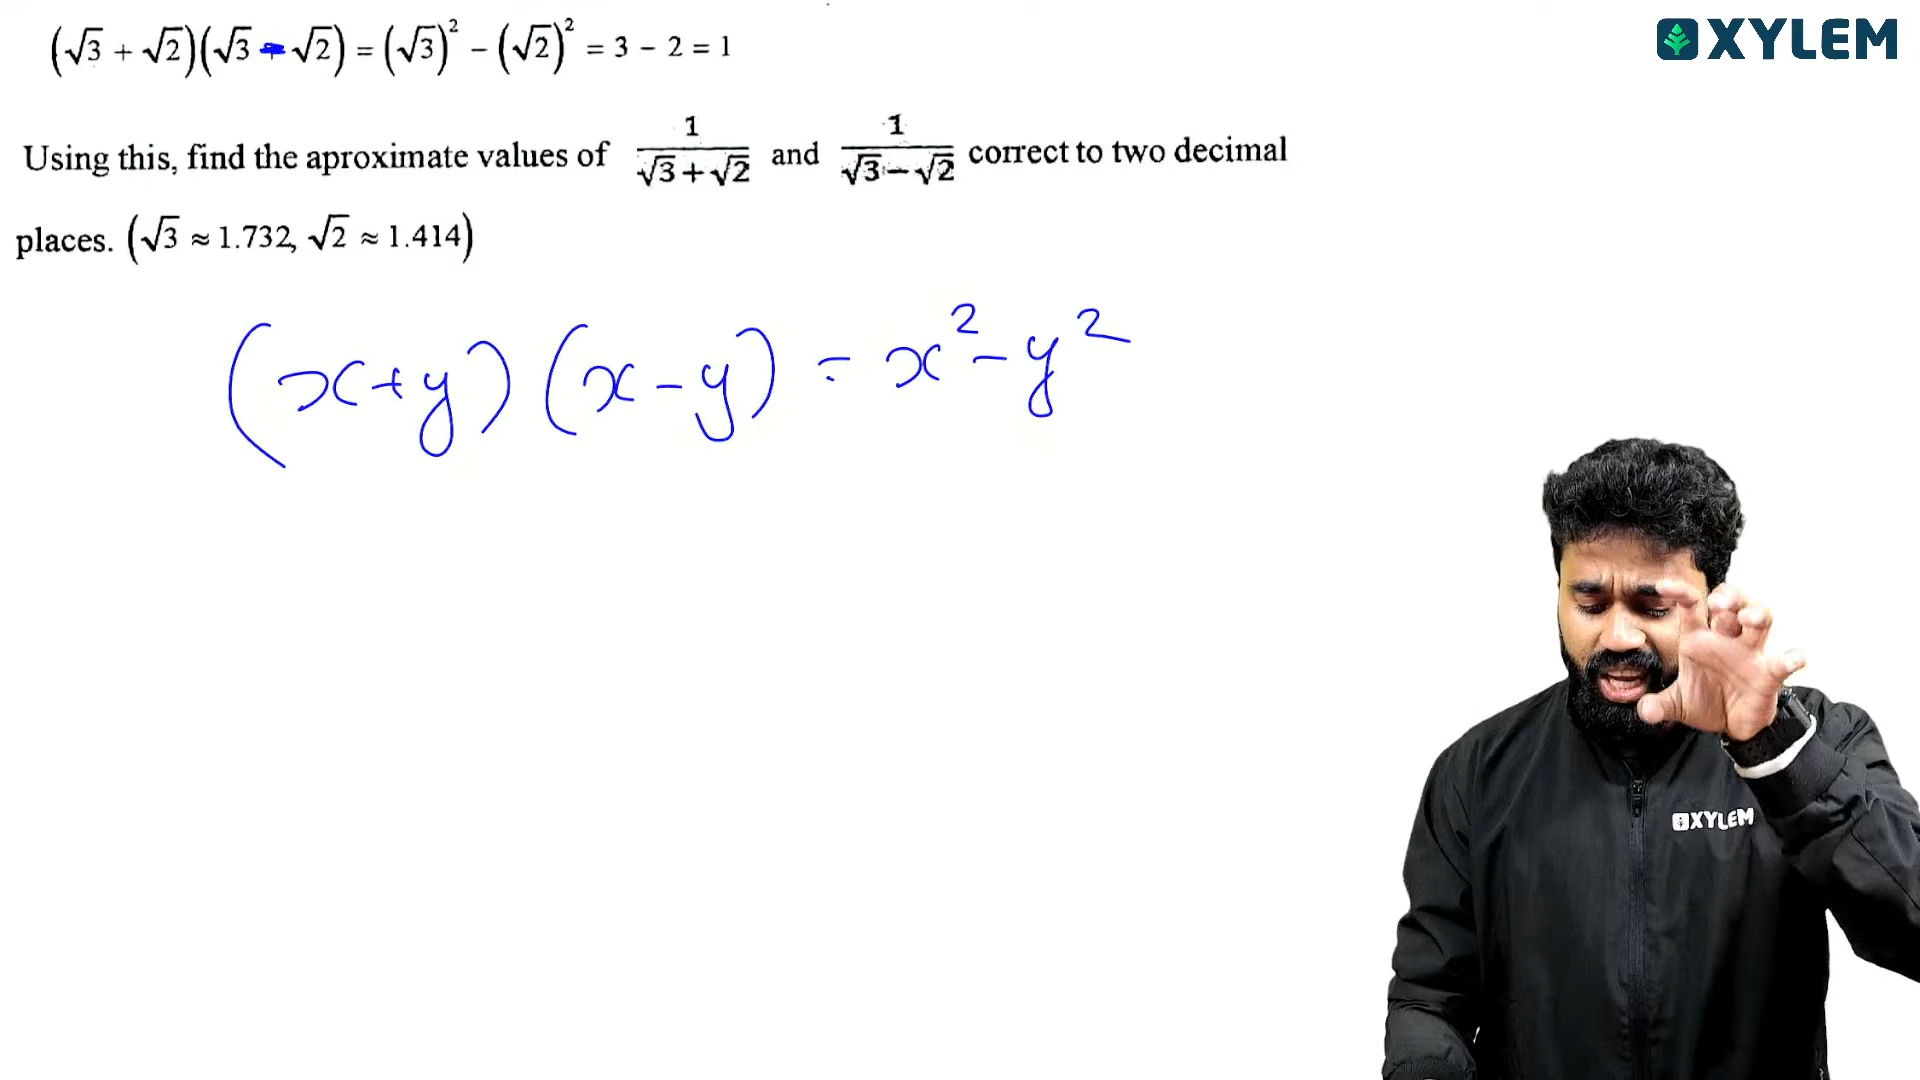 (√3 + √2)(√3 - √2) = (√3)² − (√2)² = 3 − 2 = 1
XYLEM
Using this, find the aproximate values of 1/(√3+√2) and 1/(√3−√2) correct to two decimal
places. (√3 ≈ 1.732, √2 ≈ 1.414)
(x+y) (x-y) = x²-y²
XYLEM